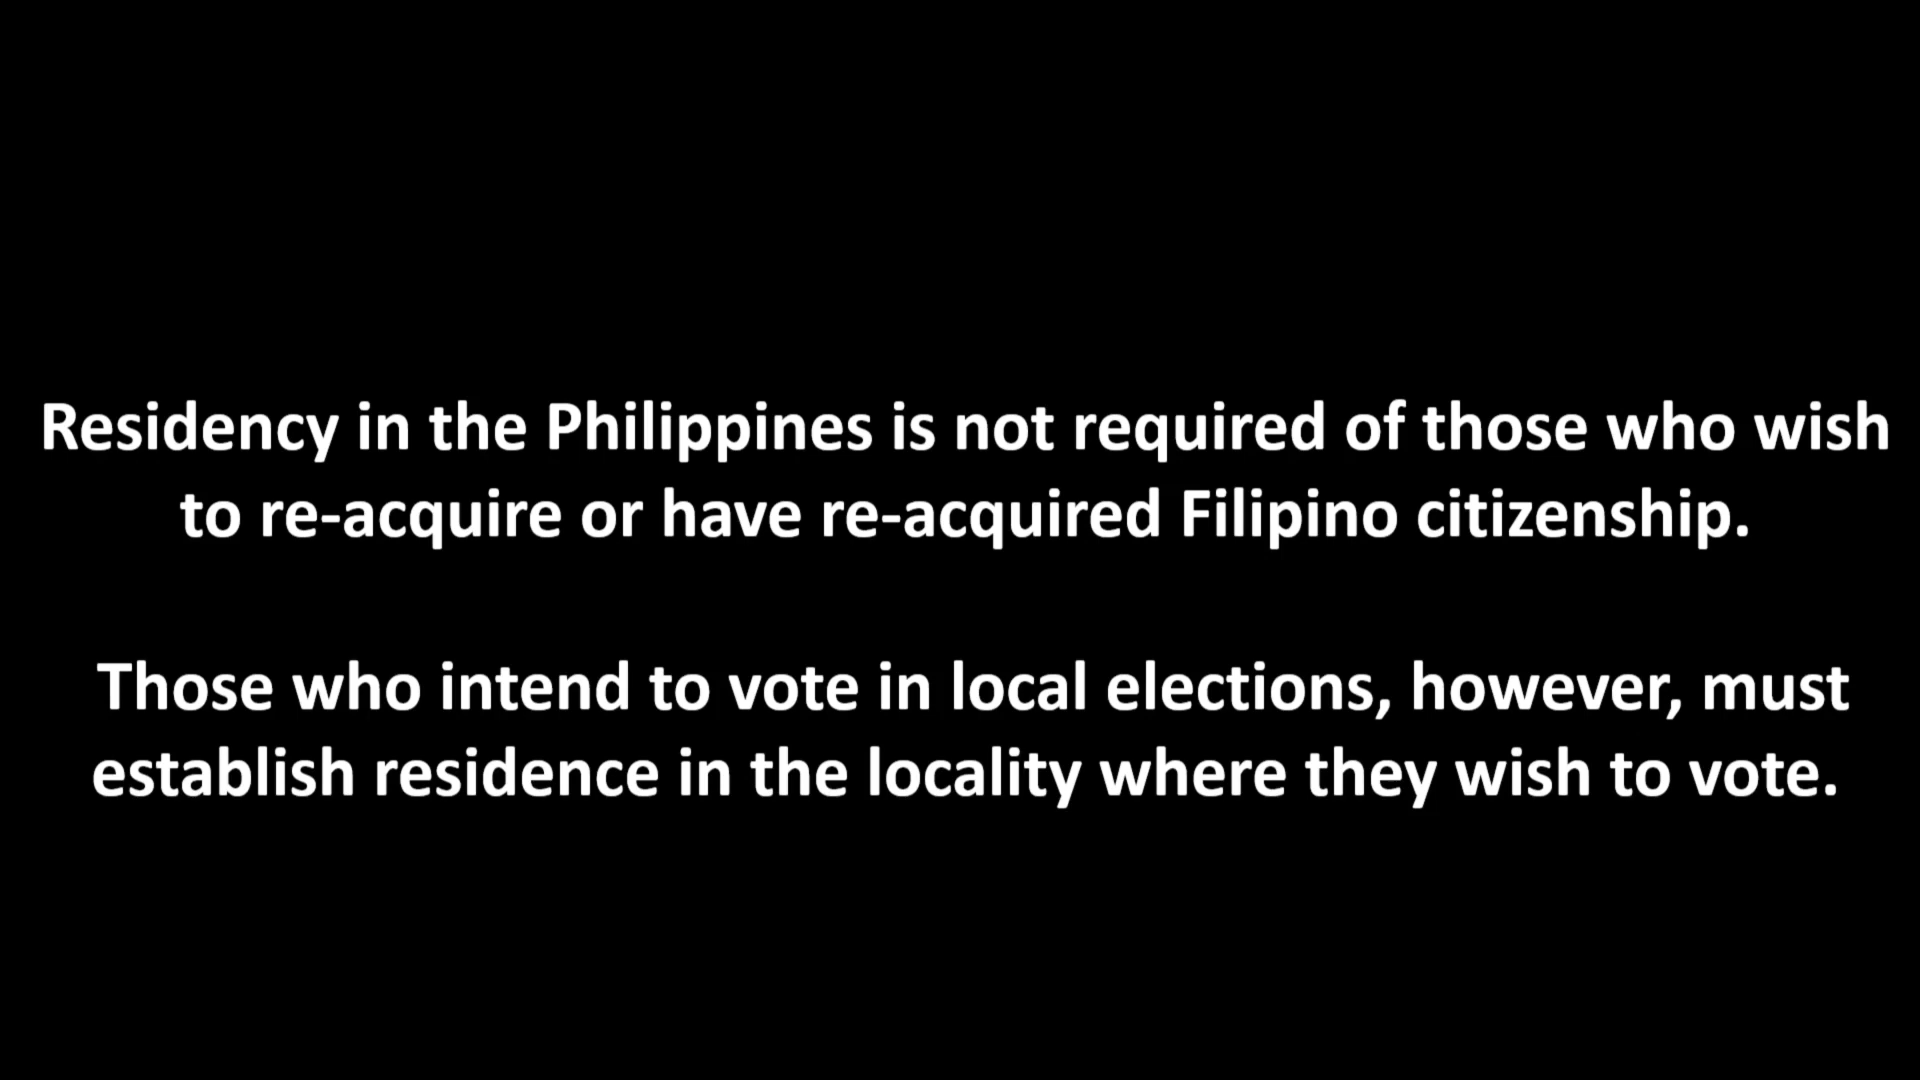 Residency in the Philippines is not required of those who wish
to re-acquire or have re-acquired Filipino citizenship.
Those who intend to vote in local elections, however, must
establish residence in the locality where they wish to vote.